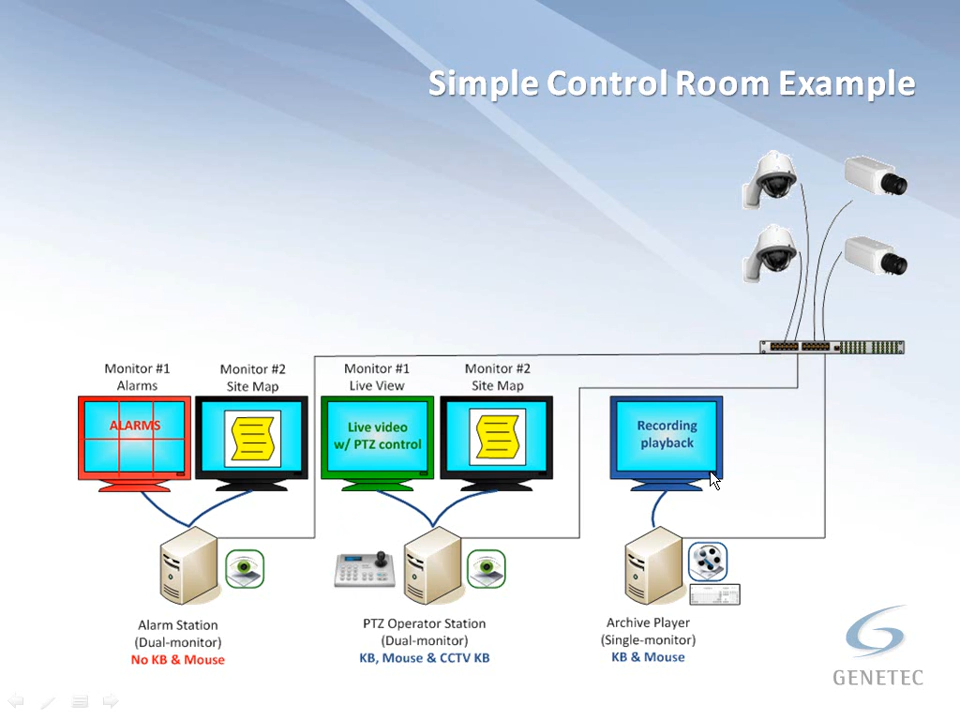 Simple Control Room Example
Monitor #1
Alarms
Monitor #2
Site Map
Monitor #1
Live View
Monitor #2
Site Map
ALARMS
Live video
w/ PTZ control
Recording
playback
Alarm Station
(Dual-monitor)
No KB & Mouse
PTZ Operator Station
(Dual-monitor)
KB, Mouse & CCTV KB
Archive Player
(Single-monitor)
KB & Mouse
GENETEC